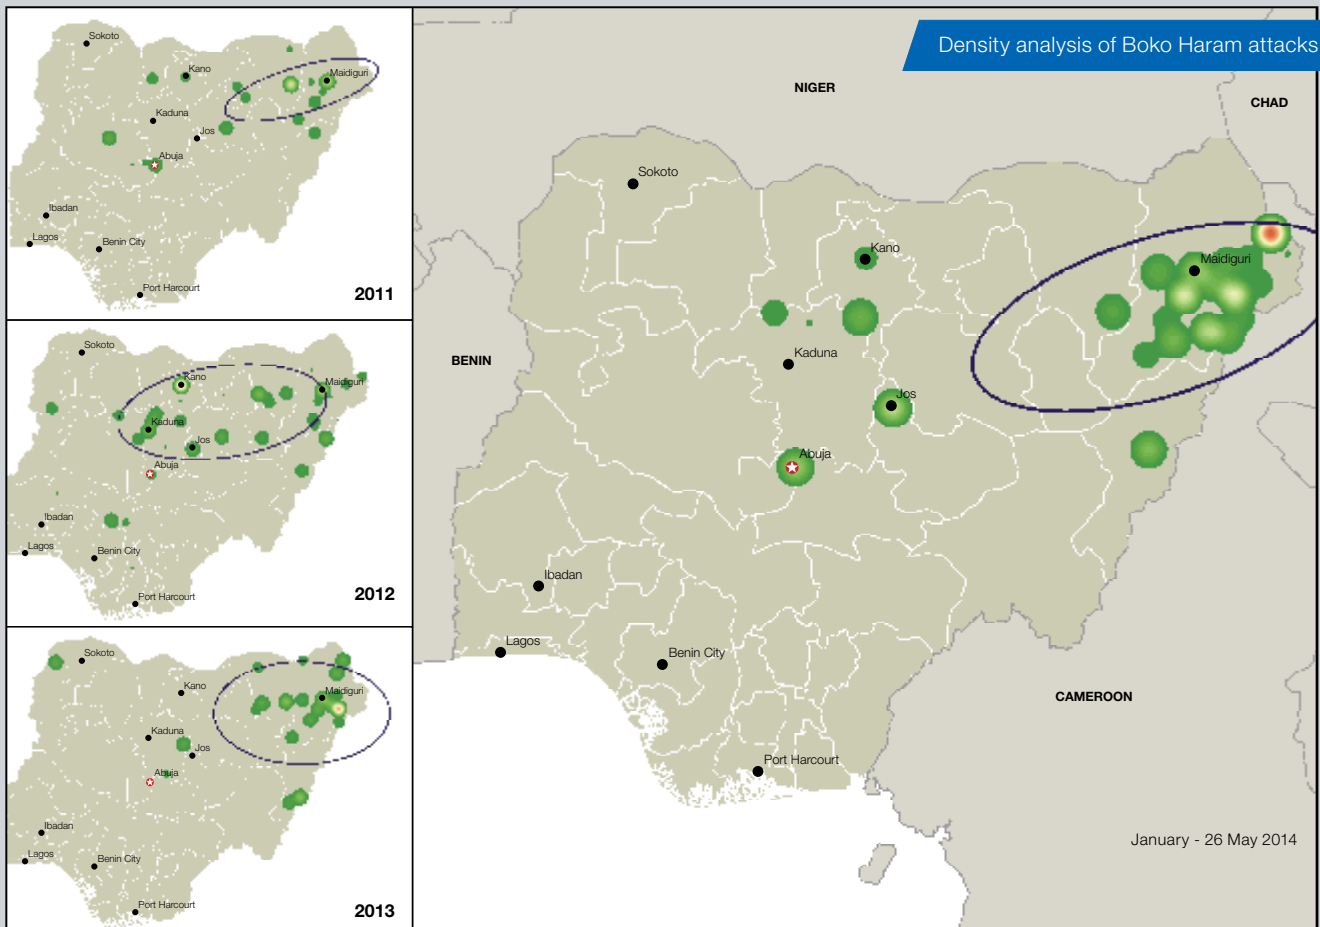 Density analysis of Boko Haram attacks
Sokoto
Kano
Maidiguri
Kaduna
Jos
Abuja
Ibadan
Lagos
Benin City
Port Harcourt
2011
Sokoto
Kano
Maidiguri
Kaduna
Jos
Abuja
Ibadan
Lagos
Benin City
Port Harcourt
2012
Sokoto
Kano
Maidiguri
Kaduna
Jos
Abuja
Ibadan
Lagos
Benin City
Port Harcourt
2013
NIGER
CHAD
Sokoto
Kano
Maidiguri
BENIN
Kaduna
Jos
Abuja
Ibadan
Lagos
Benin City
CAMEROON
Port Harcourt
January - 26 May 2014